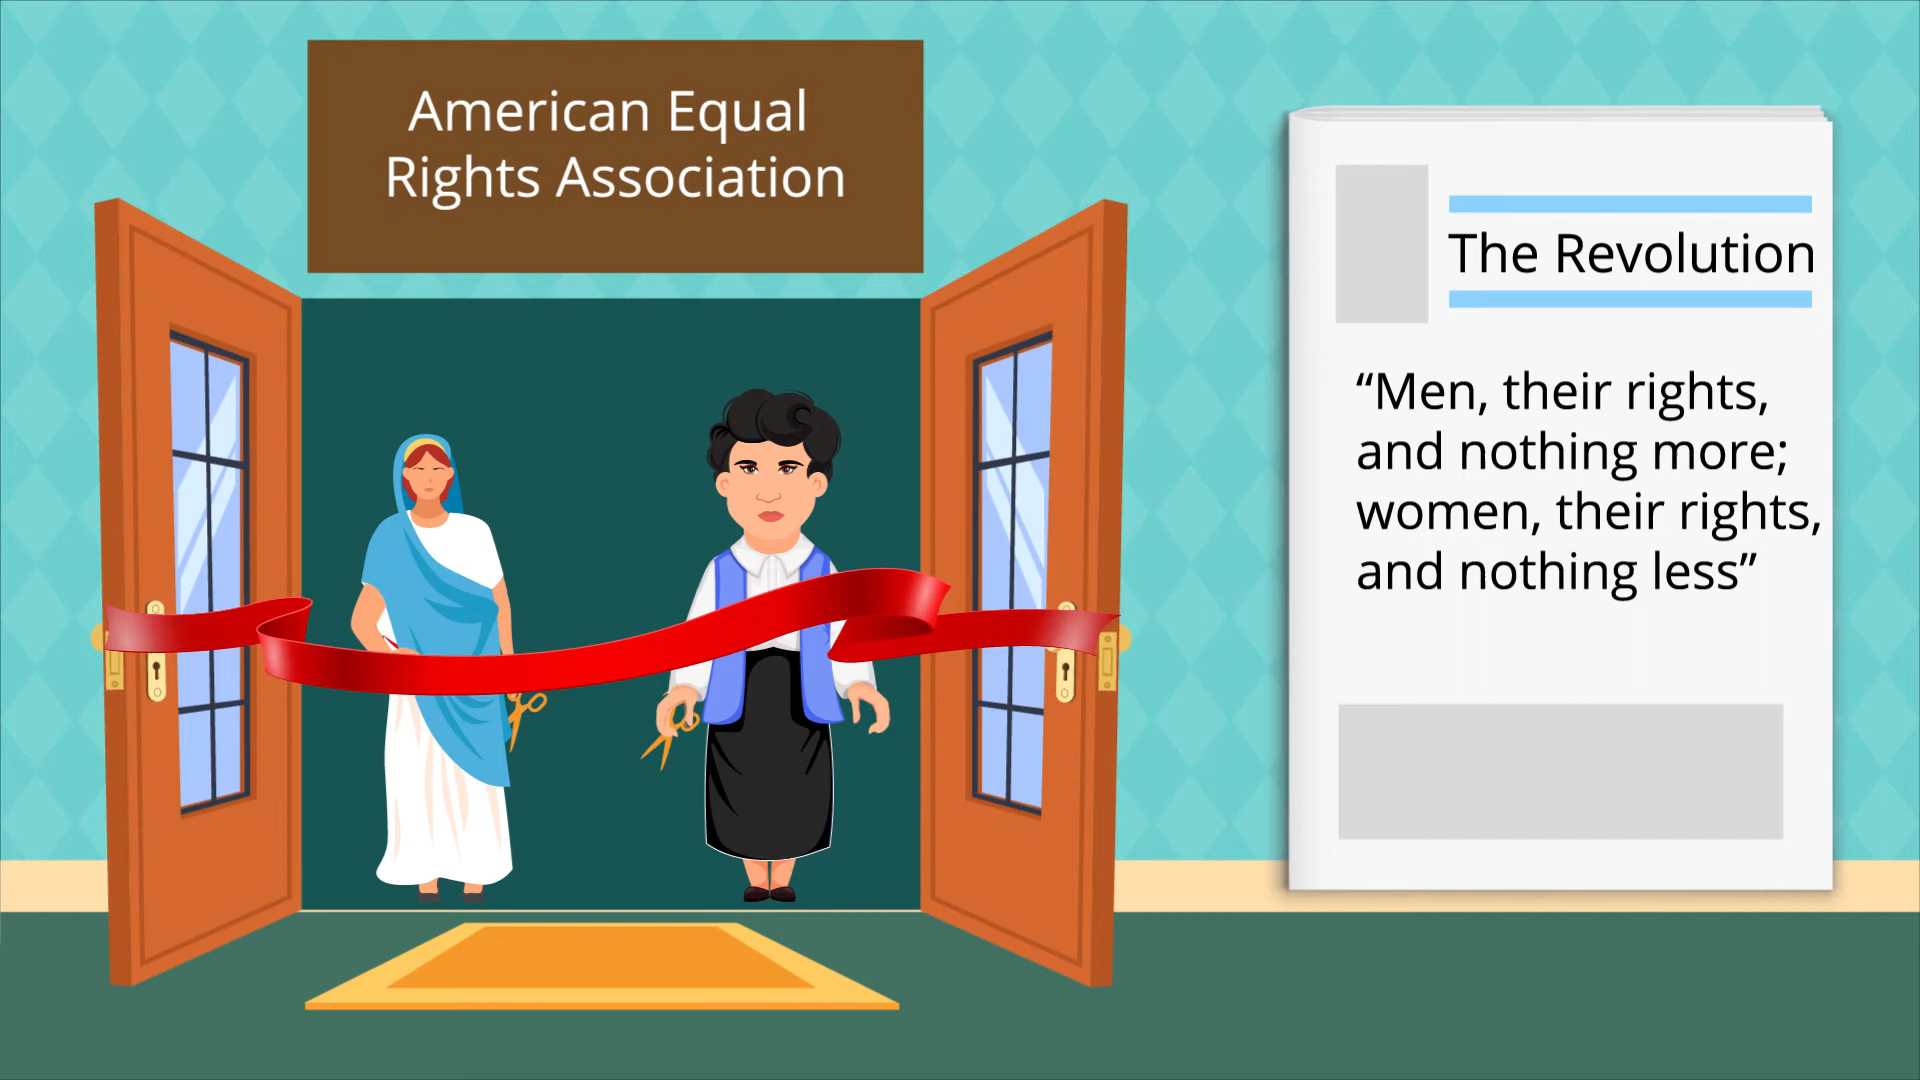 American Equal
Rights Association
The Revolution
“Men, their rights,
and nothing more;
women, their rights,
and nothing less”